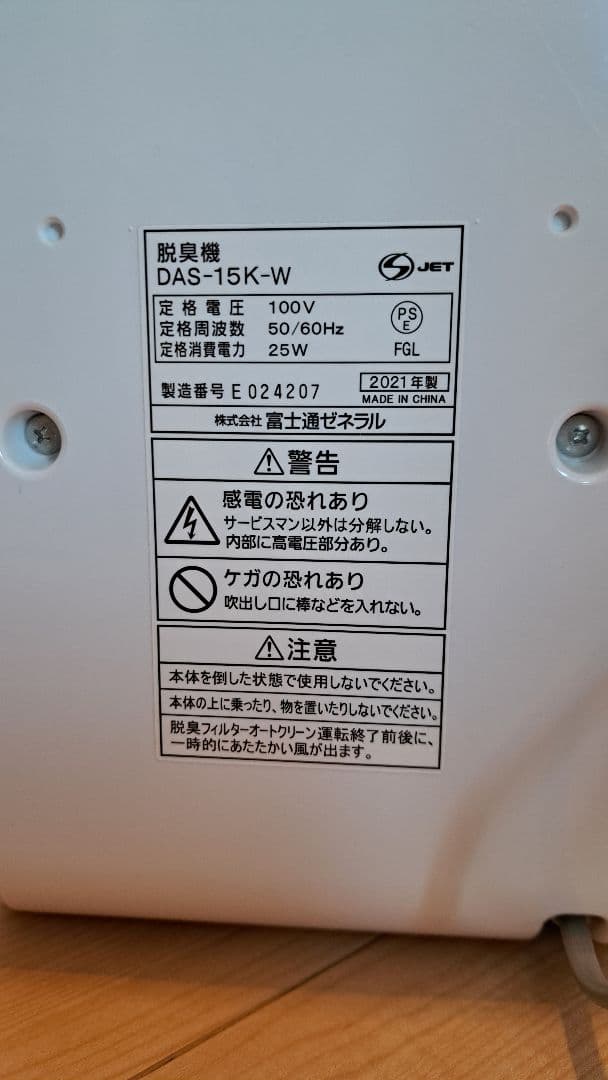 脱臭機
DAS-15K-W
S JET
定格電圧 100V
定格周波数 50/60Hz
定格消費電力 25W
PS
E
FGL
製造番号 E 024207
2021年製
MADE IN CHINA
株式会社 富士通ゼネラル
警告
感電の恐れあり
サービスマン以外は分解しない。
内部に高電圧部分あり。
ケガの恐れあり
吹出し口に棒などを入れない。
注意
本体を倒した状態で使用しないでください。
本体の上に乗ったり、物を置いたりしないでください。
脱臭フィルターオートクリーン運転終了前後に、
一時的にあたたかい風が出ます。